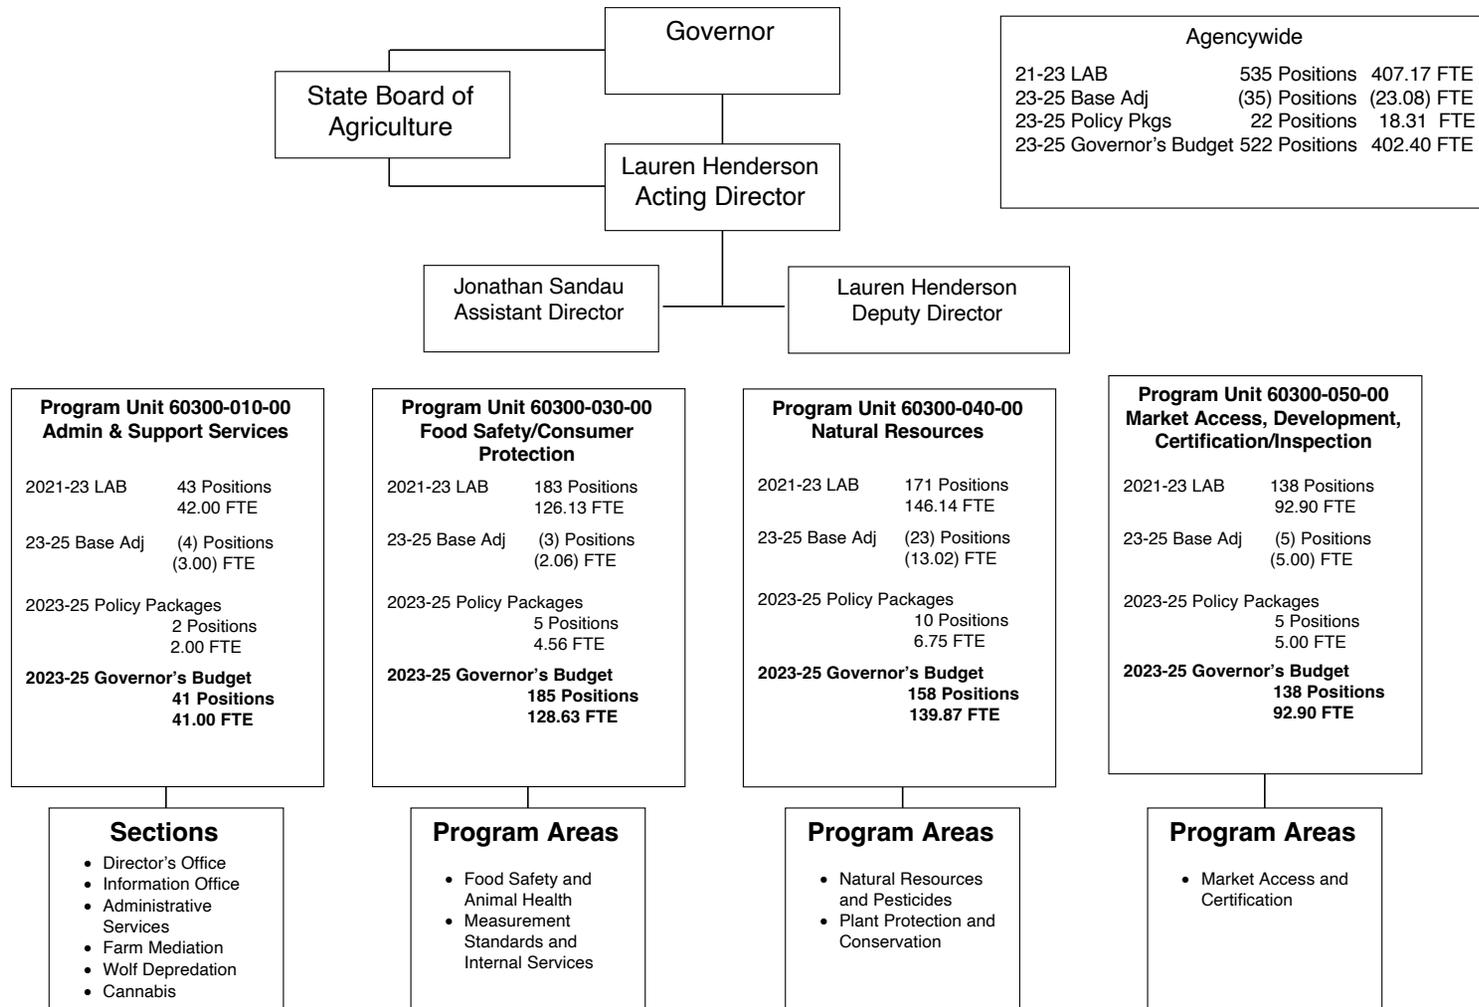 Governor
State Board of
Agriculture
Lauren Henderson
Acting Director
Agencywide
21-23 LAB 535 Positions 407.17 FTE
23-25 Base Adj (35) Positions (23.08) FTE
23-25 Policy Pkgs 22 Positions 18.31 FTE
23-25 Governor's Budget 522 Positions 402.40 FTE
Jonathan Sandau
Assistant Director
Lauren Henderson
Deputy Director
Program Unit 60300-010-00
Admin & Support Services
2021-23 LAB 43 Positions
42.00 FTE
23-25 Base Adj (4) Positions
(3.00) FTE
2023-25 Policy Packages
2 Positions
2.00 FTE
2023-25 Governor's Budget
41 Positions
41.00 FTE
Program Unit 60300-030-00
Food Safety/Consumer
Protection
2021-23 LAB 183 Positions
126.13 FTE
23-25 Base Adj (3) Positions
(2.06) FTE
2023-25 Policy Packages
5 Positions
4.56 FTE
2023-25 Governor's Budget
185 Positions
128.63 FTE
Program Unit 60300-040-00
Natural Resources
2021-23 LAB 171 Positions
146.14 FTE
23-25 Base Adj (23) Positions
(13.02) FTE
2023-25 Policy Packages
10 Positions
6.75 FTE
2023-25 Governor's Budget
158 Positions
139.87 FTE
Program Unit 60300-050-00
Market Access, Development,
Certification/Inspection
2021-23 LAB 138 Positions
92.90 FTE
23-25 Base Adj (5) Positions
(5.00) FTE
2023-25 Policy Packages
5 Positions
5.00 FTE
2023-25 Governor's Budget
138 Positions
92.90 FTE
Sections
• Director's Office
• Information Office
• Administrative
Services
• Farm Mediation
• Wolf Depredation
• Cannabis
Program Areas
• Food Safety and
Animal Health
• Measurement
Standards and
Internal Services
Program Areas
• Natural Resources
and Pesticides
• Plant Protection and
Conservation
Program Areas
• Market Access and
Certification